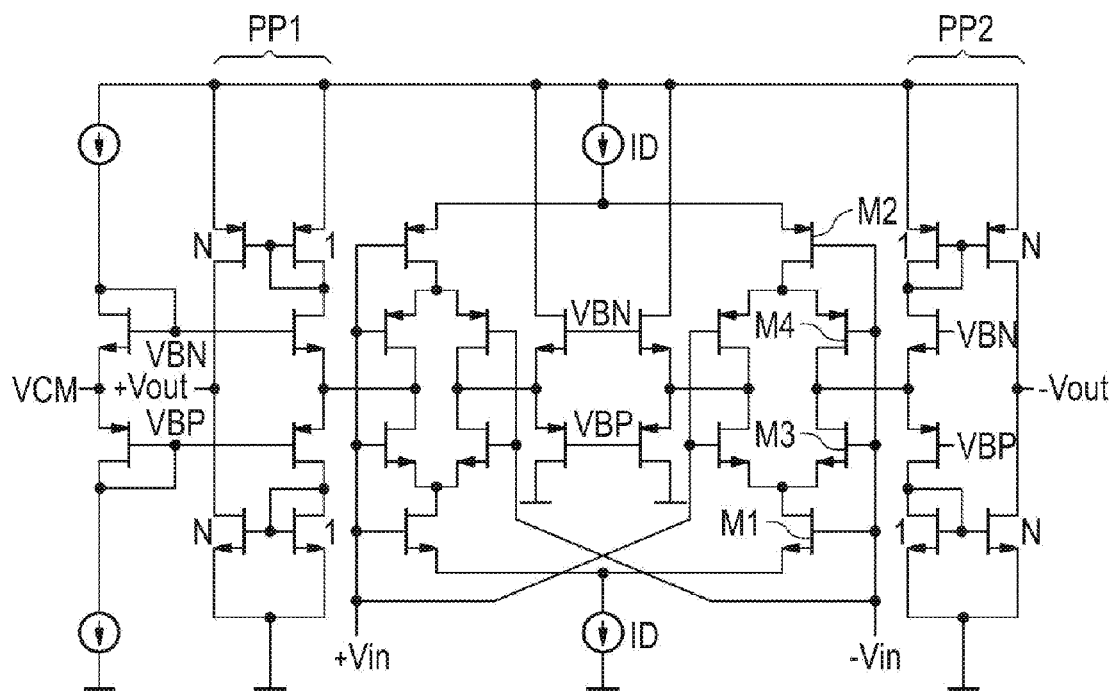 PP1
PP2
ID
M2
N
1
1
N
VBN
M4
VBN
VBN
VCM
+Vout
-Vout
VBP
VBP
M3
VBP
N
1
M1
1
N
+Vin
ID
-Vin